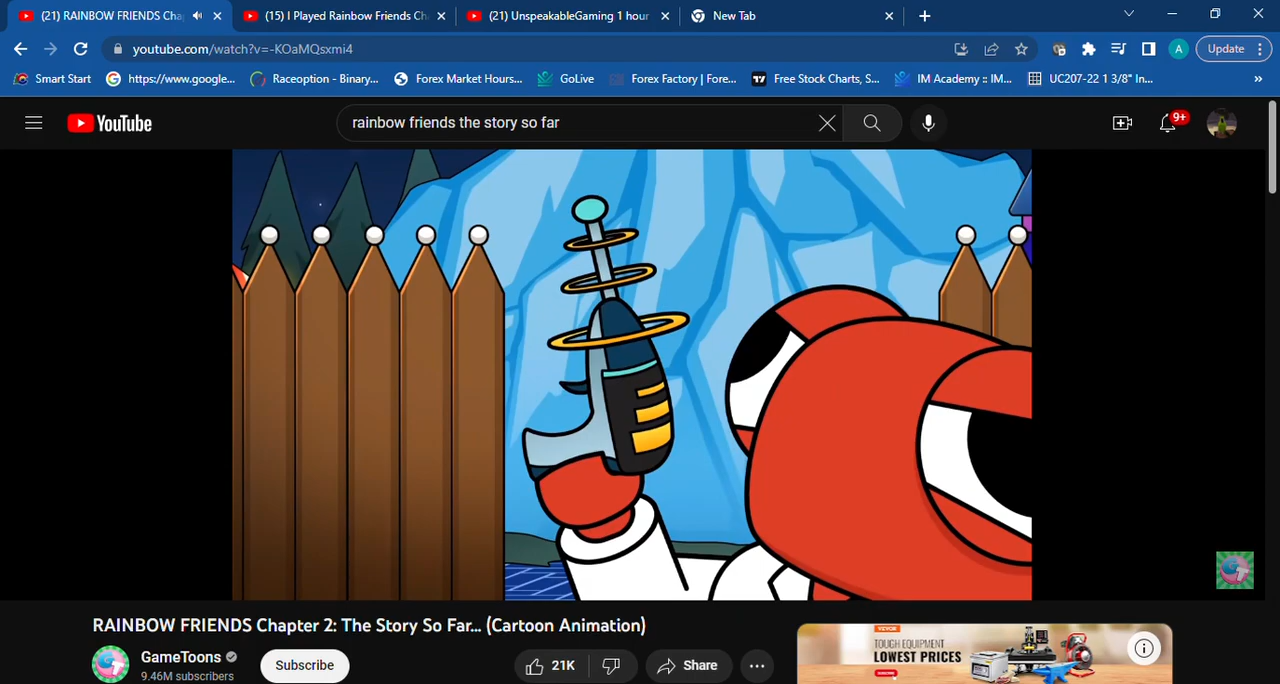 (21) RAINBOW FRIENDS Cha
(15) I Played Rainbow Friends Ch
(21) UnspeakableGaming 1 hour
New Tab
youtube.com/watch?v=-KOaMQsxmi4
A
Update
Smart Start
https://www.google...
Raceoption - Binary...
Forex Market Hours...
GoLive
Forex Factory | Fore...
Free Stock Charts, S...
IM Academy :: IM...
UC207-22 1 3/8" In...
YouTube
rainbow friends the story so far
9+
RAINBOW FRIENDS Chapter 2: The Story So Far... (Cartoon Animation)
GameToons
9.46M subscribers
Subscribe
21K
Share
VEVOR
TOUGH EQUIPMENT
LOWEST PRICES